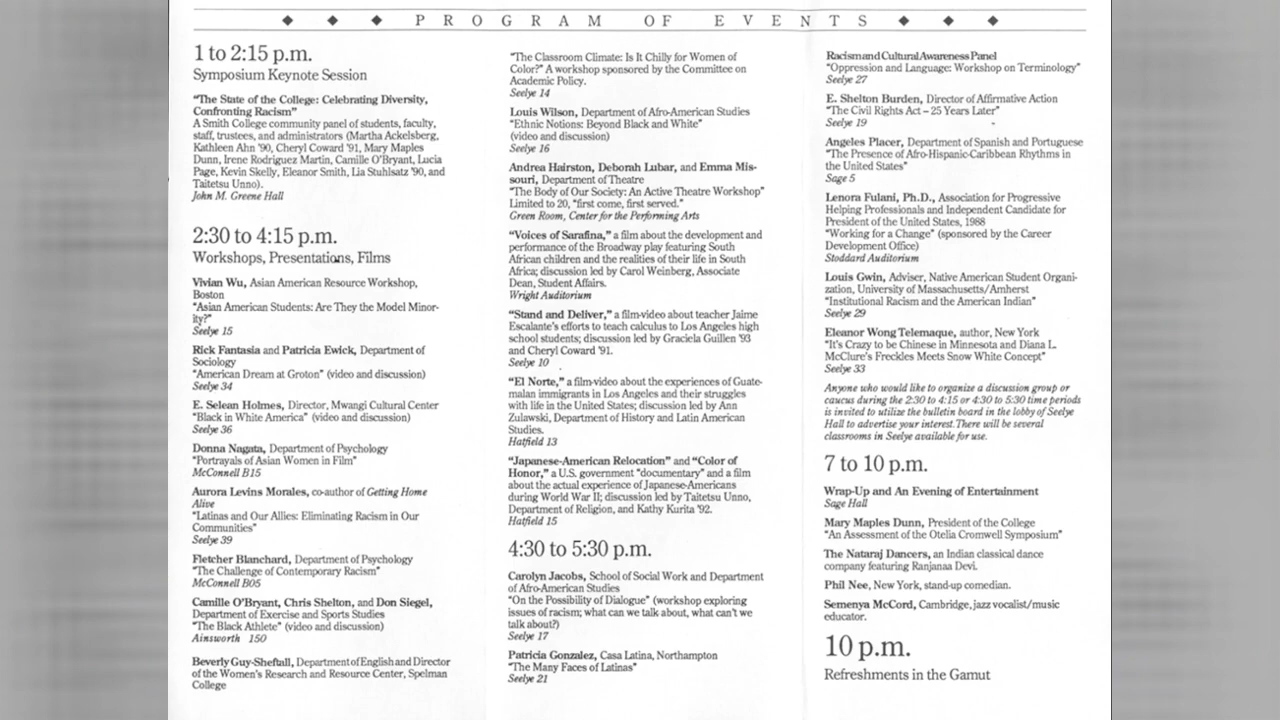 PROGRAM OF EVENTS
1 to 2:15 p.m.
Symposium Keynote Session
"The State of the College: Celebrating Diversity,
Confronting Racism"
A Smith College community panel of students, faculty,
staff, trustees, and administrators (Martha Ackelsberg,
Kathleen Ahn '90, Cheryl Coward '91, Mary Maples
Dunn, Irene Rodriguez Martin, Camille O'Bryant, Lucia
Page, Kevin Skelly, Eleanor Smith, Lia Stuhlsatz '90, and
Taitetsu Unno).
John M. Greene Hall
2:30 to 4:15 p.m.
Workshops, Presentations, Films
Vivian Wu, Asian American Resource Workshop,
Boston
"Asian American Students: Are They the Model Minor-
ity?"
Seelye 15
Rick Fantasia and Patricia Ewick, Department of
Sociology
"American Dream at Groton" (video and discussion)
Seelye 34
E. Selean Holmes, Director, Mwangi Cultural Center
"Black in White America" (video and discussion)
Seelye 36
Donna Nagata, Department of Psychology
"Portrayals of Asian Women in Film"
McConnell B15
Aurora Levins Morales, co-author of Getting Home
Alive
"Latinas and Our Allies: Eliminating Racism in Our
Communities"
Seelye 39
Fletcher Blanchard, Department of Psychology
"The Challenge of Contemporary Racism"
McConnell B05
Camille O'Bryant, Chris Shelton, and Don Siegel,
Department of Exercise and Sports Studies
"The Black Athlete" (video and discussion)
Ainsworth 150
Beverly Guy-Sheftall, Department of English and Director
of the Women's Research and Resource Center, Spelman
College
"The Classroom Climate: Is It Chilly for Women of
Color?" A workshop sponsored by the Committee on
Academic Policy.
Seelye 14
Louis Wilson, Department of Afro-American Studies
"Ethnic Notions: Beyond Black and White"
(video and discussion)
Seelye 16
Andrea Hairston, Deborah Lubar, and Emma Mis-
souri, Department of Theatre
"The Body of Our Society: An Active Theatre Workshop"
Limited to 20, "first come, first served."
Green Room, Center for the Performing Arts
"Voices of Sarafina," a film about the development and
performance of the Broadway play featuring South
African children and the realities of their life in South
Africa; discussion led by Carol Weinberg, Associate
Dean, Student Affairs.
Wright Auditorium
"Stand and Deliver," a film-video about teacher Jaime
Escalante's efforts to teach calculus to Los Angeles high
school students; discussion led by Graciela Guillen '93
and Cheryl Coward '91.
Seelye 10
"El Norte," a film-video about the experiences of Guate-
malan immigrants in Los Angeles and their struggles
with life in the United States; discussion led by Ann
Zulawski, Department of History and Latin American
Studies.
Hatfield 13
"Japanese-American Relocation" and "Color of
Honor," a U.S. government "documentary" and a film
about the actual experience of Japanese-Americans
during World War II; discussion led by Taitetsu Unno,
Department of Religion, and Kathy Kurita '92.
Hatfield 15
4:30 to 5:30 p.m.
Carolyn Jacobs, School of Social Work and Department
of Afro-American Studies
"On the Possibility of Dialogue" (workshop exploring
issues of racism; what can we talk about, what can't we
talk about?)
Seelye 17
Patricia Gonzalez, Casa Latina, Northampton
"The Many Faces of Latinas"
Seelye 21
Racism and Cultural Awareness Panel
"Oppression and Language: Workshop on Terminology"
Seelye 27
E. Shelton Burden, Director of Affirmative Action
"The Civil Rights Act – 25 Years Later"
Seelye 19
Angeles Placer, Department of Spanish and Portuguese
"The Presence of Afro-Hispanic-Caribbean Rhythms in
the United States"
Sage 5
Lenora Fulani, Ph.D., Association for Progressive
Helping Professionals and Independent Candidate for
President of the United States, 1988
"Working for a Change" (sponsored by the Career
Development Office)
Stoddard Auditorium
Louis Gwin, Adviser, Native American Student Organi-
zation, University of Massachusetts/Amherst
"Institutional Racism and the American Indian"
Seelye 29
Eleanor Wong Telemaque, author, New York
"It's Crazy to be Chinese in Minnesota and Diana L.
McClure's Freckles Meets Snow White Concept"
Seelye 33
Anyone who would like to organize a discussion group or
caucus during the 2:30 to 4:15 or 4:30 to 5:30 time periods
is invited to utilize the bulletin board in the lobby of Seelye
Hall to advertise your interest. There will be several
classrooms in Seelye available for use.
7 to 10 p.m.
Wrap-Up and An Evening of Entertainment
Sage Hall
Mary Maples Dunn, President of the College
"An Assessment of the Otelia Cromwell Symposium"
The Nataraj Dancers, an Indian classical dance
company featuring Ranjanaa Devi.
Phil Nee, New York, stand-up comedian.
Semenya McCord, Cambridge, jazz vocalist/music
educator.
10 p.m.
Refreshments in the Gamut